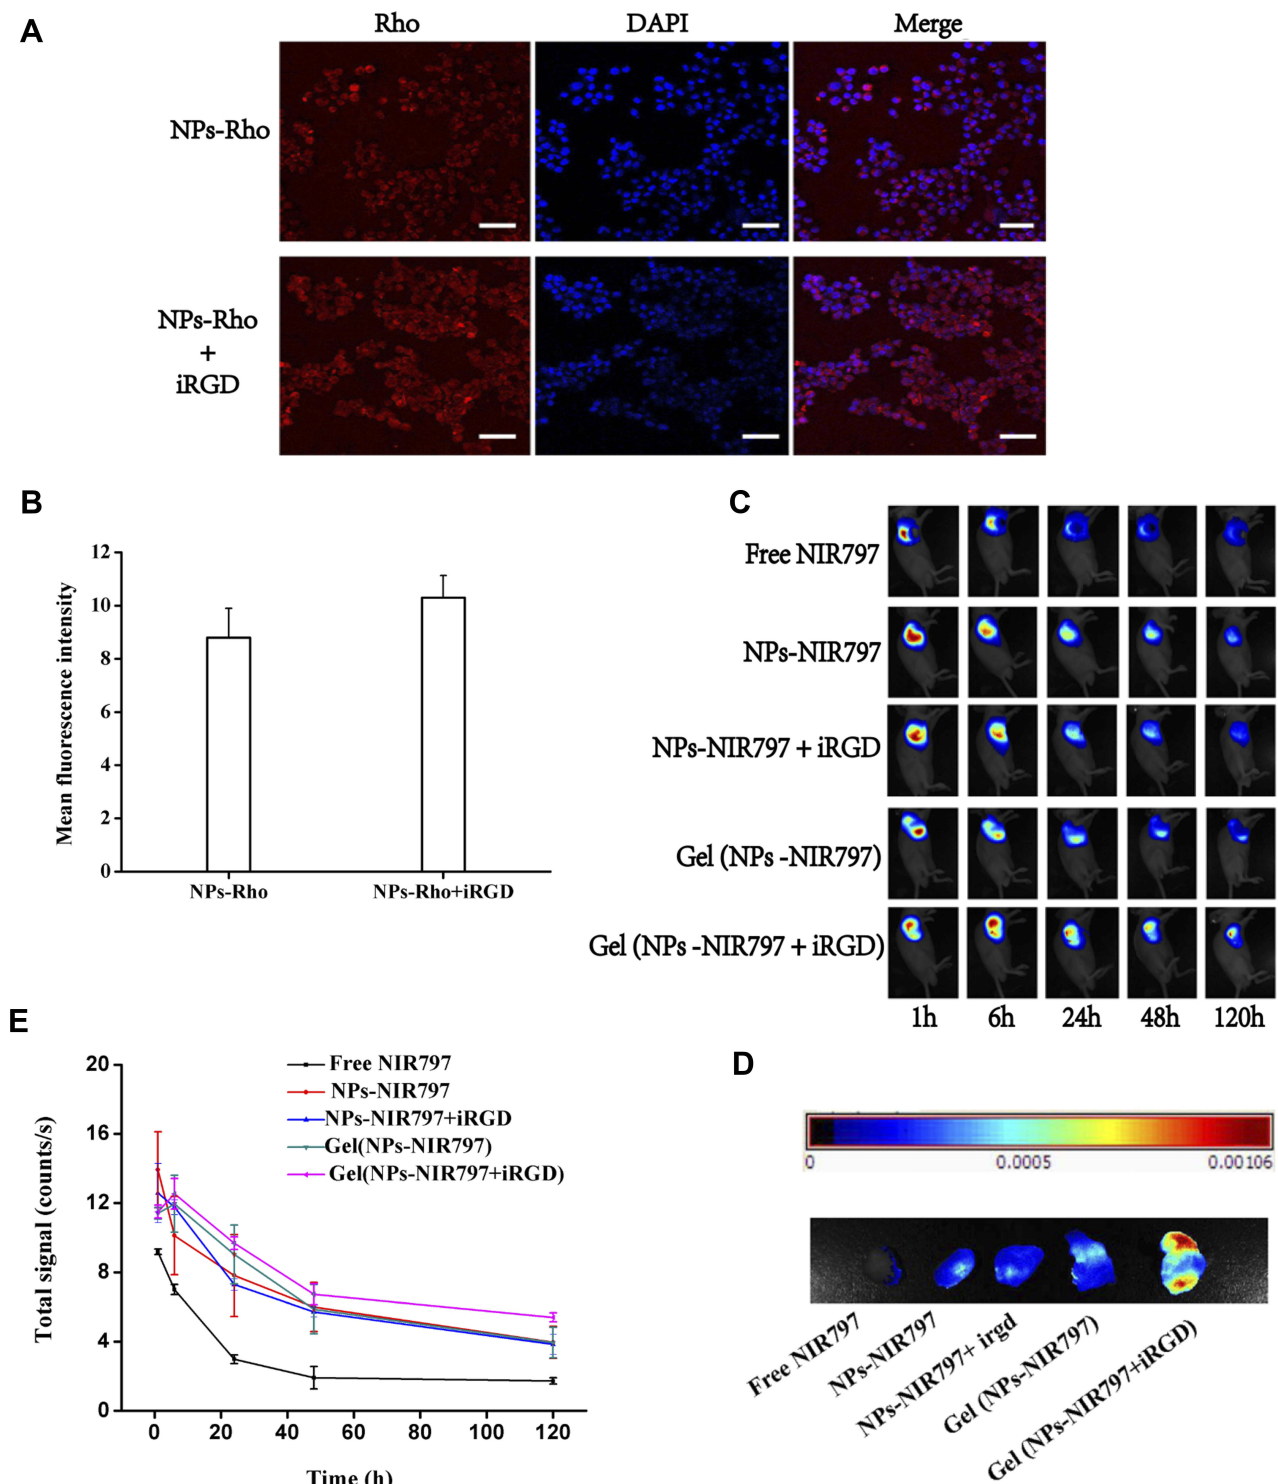 A
Rho
DAPI
Merge
NPs-Rho
NPs-Rho
+
iRGD
B
Mean fluorescence intensity
12
10
8
6
4
2
0
NPs-Rho
NPs-Rho+iRGD
C
Free NIR797
NPs-NIR797
NPs-NIR797 + iRGD
Gel (NPs -NIR797)
Gel (NPs -NIR797 + iRGD)
1h
6h
24h
48h
120h
E
Total signal (counts/s)
20
16
12
8
4
0
Free NIR797
NPs-NIR797
NPs-NIR797+iRGD
Gel(NPs-NIR797)
Gel(NPs-NIR797+iRGD)
0
20
40
60
80
100
120
Time (h)
D
0
0.0005
0.00106
Free NIR797
NPs-NIR797
NPs-NIR797+ irgd
Gel (NPs-NIR797)
Gel (NPs-NIR797+iRGD)